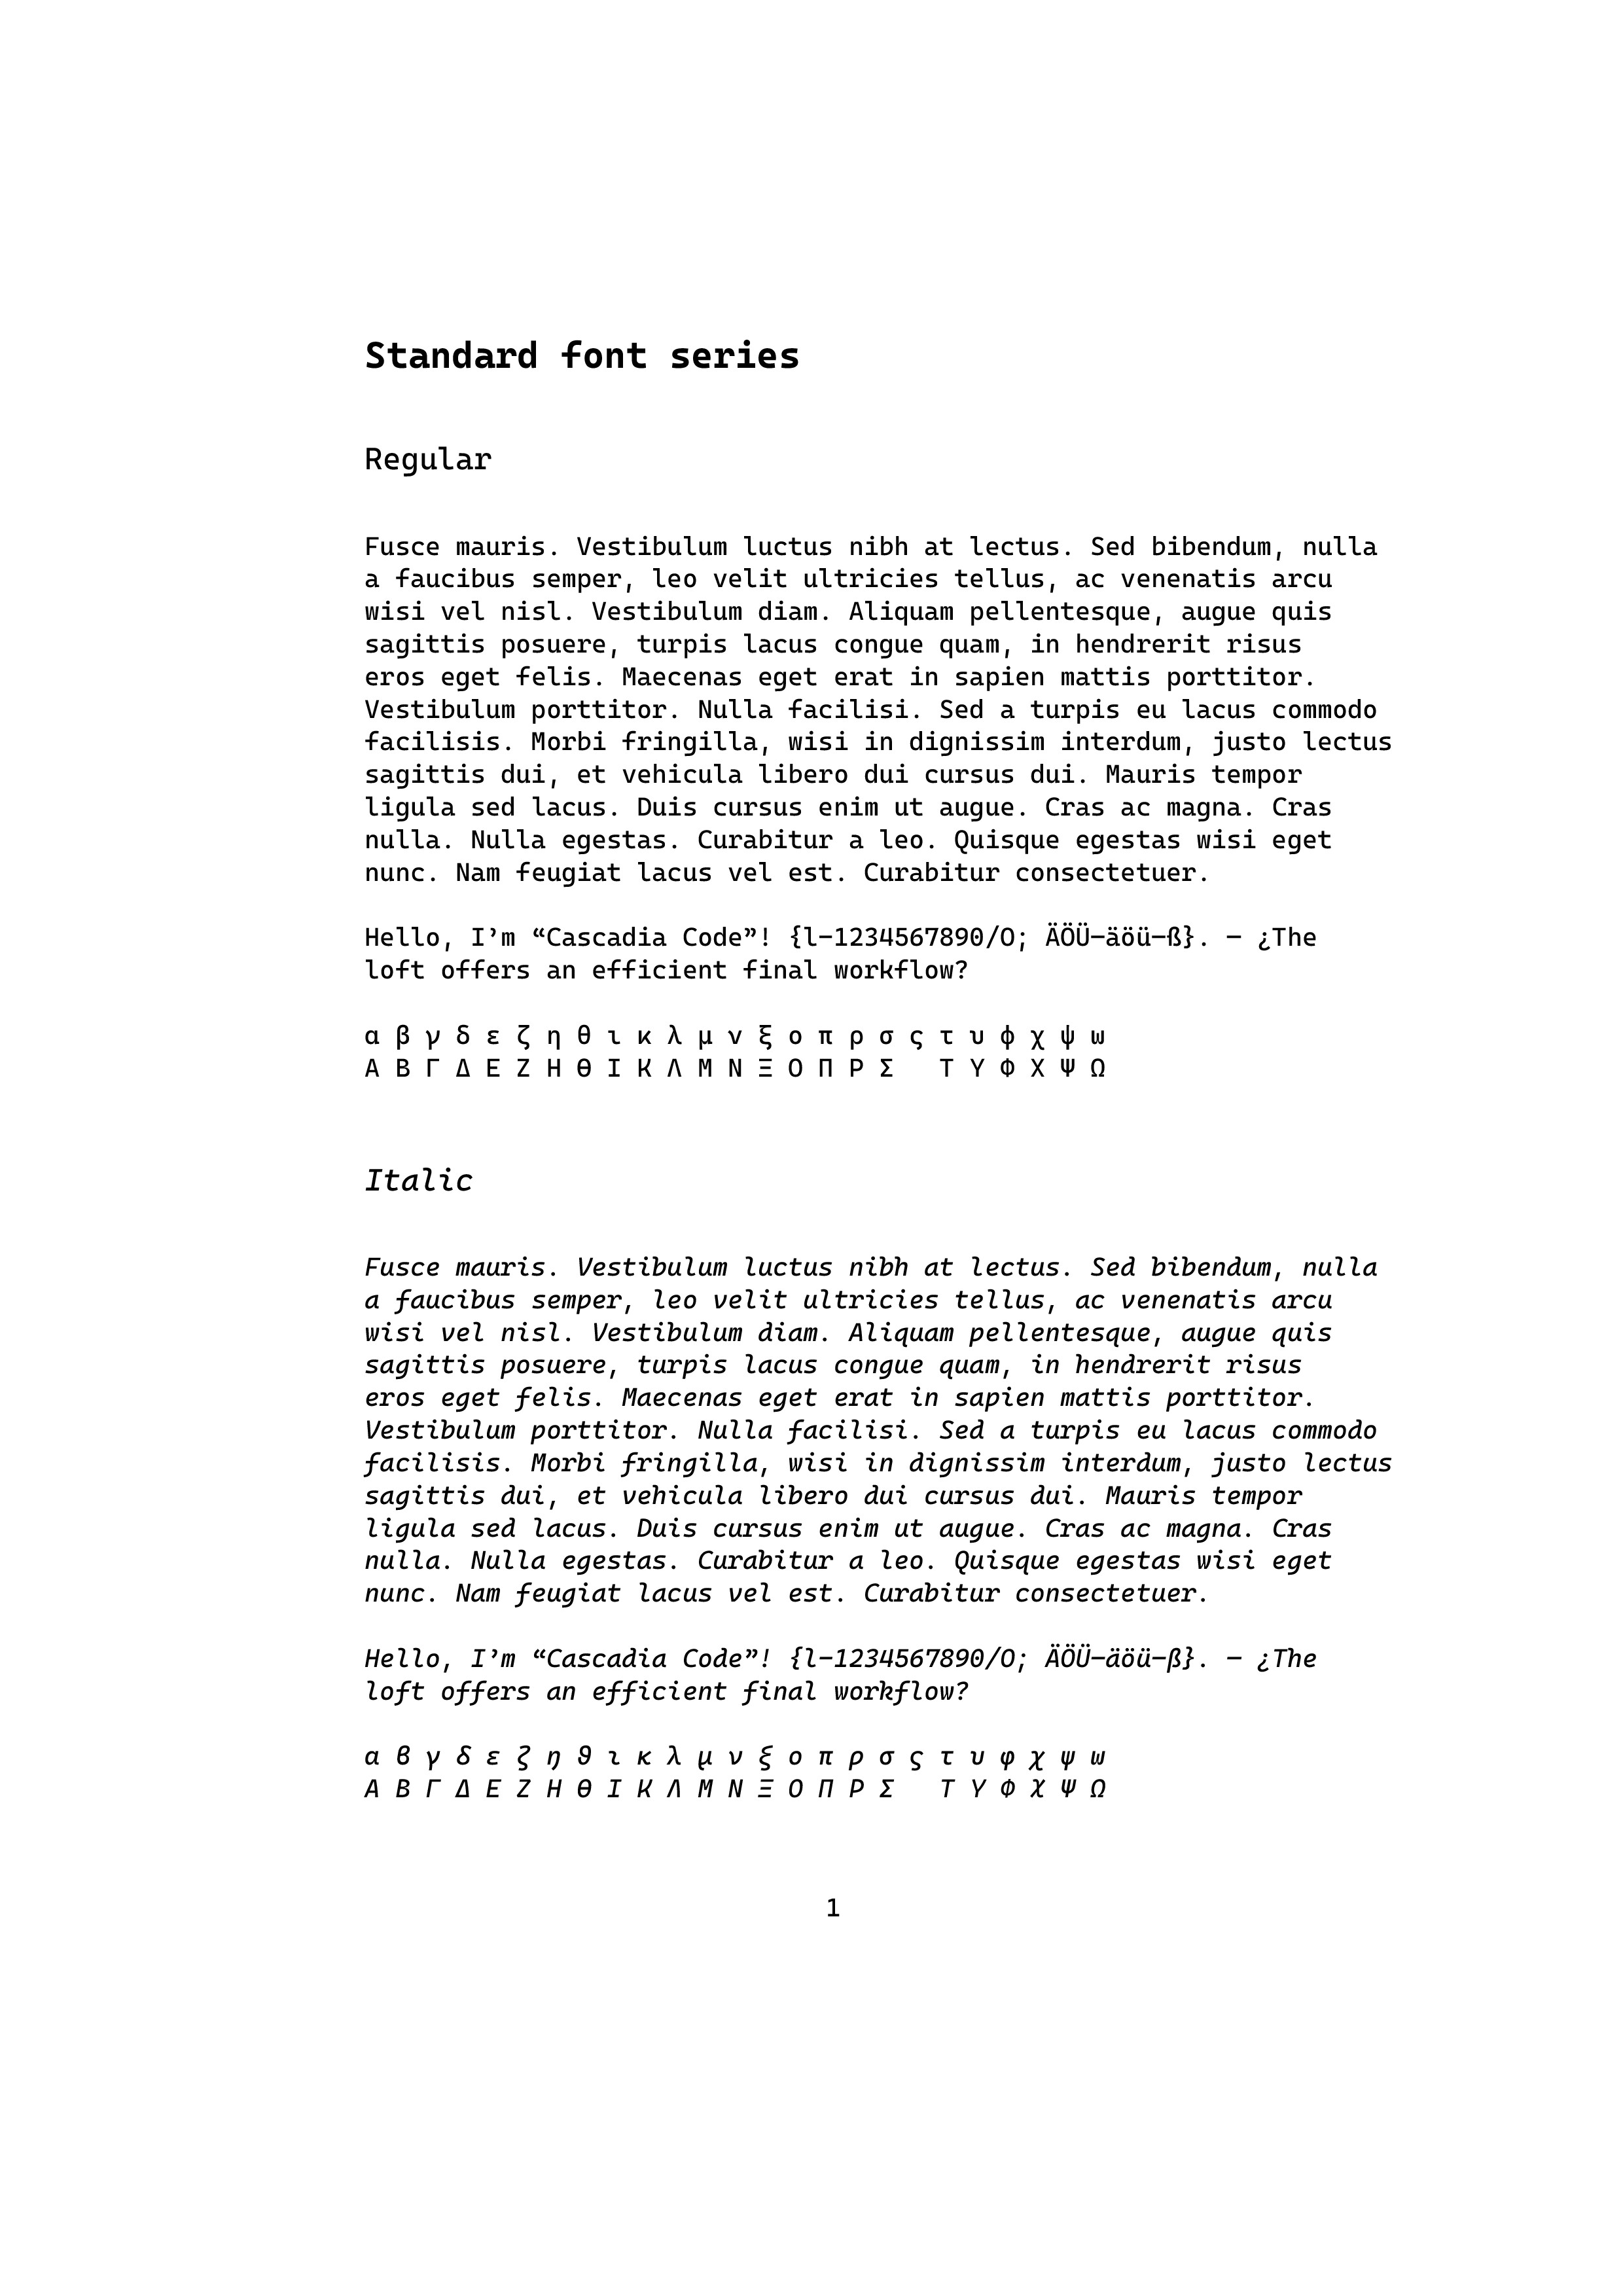 Standard font series
Regular
Fusce mauris. Vestibulum luctus nibh at lectus. Sed bibendum, nulla
a faucibus semper, leo velit ultricies tellus, ac venenatis arcu
wisi vel nisl. Vestibulum diam. Aliquam pellentesque, augue quis
sagittis posuere, turpis lacus congue quam, in hendrerit risus
eros eget felis. Maecenas eget erat in sapien mattis porttitor.
Vestibulum porttitor. Nulla facilisi. Sed a turpis eu lacus commodo
facilisis. Morbi fringilla, wisi in dignissim interdum, justo lectus
sagittis dui, et vehicula libero dui cursus dui. Mauris tempor
ligula sed lacus. Duis cursus enim ut augue. Cras ac magna. Cras
nulla. Nulla egestas. Curabitur a leo. Quisque egestas wisi eget
nunc. Nam feugiat lacus vel est. Curabitur consectetuer.
Hello, I’m “Cascadia Code”! {l–1234567890/O; ÄÖÜ—äöü—ß}. — ¿The
loft offers an efficient final workflow?
α β γ δ ε ζ η θ ι κ λ μ ν ξ ο π ρ σ ς τ υ φ χ ψ ω
Α Β Γ Δ Ε Ζ Η Θ Ι Κ Λ Μ Ν Ξ Ο Π Ρ Σ   Τ Υ Φ Χ Ψ Ω
Italic
Fusce mauris. Vestibulum luctus nibh at lectus. Sed bibendum, nulla
a faucibus semper, leo velit ultricies tellus, ac venenatis arcu
wisi vel nisl. Vestibulum diam. Aliquam pellentesque, augue quis
sagittis posuere, turpis lacus congue quam, in hendrerit risus
eros eget felis. Maecenas eget erat in sapien mattis porttitor.
Vestibulum porttitor. Nulla facilisi. Sed a turpis eu lacus commodo
facilisis. Morbi fringilla, wisi in dignissim interdum, justo lectus
sagittis dui, et vehicula libero dui cursus dui. Mauris tempor
ligula sed lacus. Duis cursus enim ut augue. Cras ac magna. Cras
nulla. Nulla egestas. Curabitur a leo. Quisque egestas wisi eget
nunc. Nam feugiat lacus vel est. Curabitur consectetuer.
Hello, I’m “Cascadia Code”! {l–1234567890/O; ÄÖÜ—äöü—ß}. — ¿The
loft offers an efficient final workflow?
α β γ δ ε ζ η θ ι κ λ μ ν ξ ο π ρ σ ς τ υ φ χ ψ ω
Α Β Γ Δ Ε Ζ Η Θ Ι Κ Λ Μ Ν Ξ Ο Π Ρ Σ   Τ Υ Φ Χ Ψ Ω
1